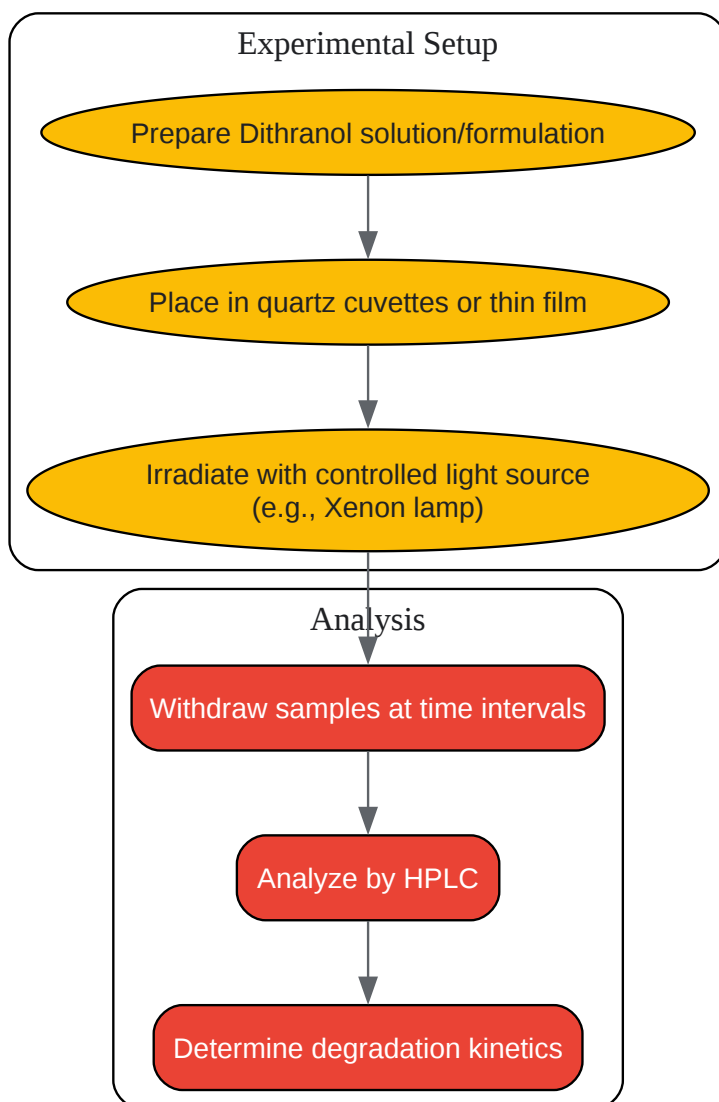 Experimental Setup
Prepare Dithranol solution/formulation
Place in quartz cuvettes or thin film
Irradiate with controlled light source
(e.g., Xenon lamp)
Analysis
Withdraw samples at time intervals
Analyze by HPLC
Determine degradation kinetics